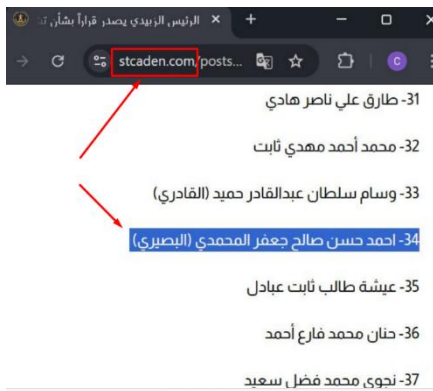 الرئيس الزبيدي يصدر قراراً بشأن
stcaden.com/posts...
C
31- طارق علي ناصر هادي
32- محمد أحمد مهدي ثابت
33- وسام سلطان عبدالقادر حميد (القادري)
34- احمد حسن صالح جعفر المحمدي (البصيري)
35- عيشة طالب ثابت عبادل
36- حنان محمد فارع أحمد
37- نجوى محمد فضل سعيد